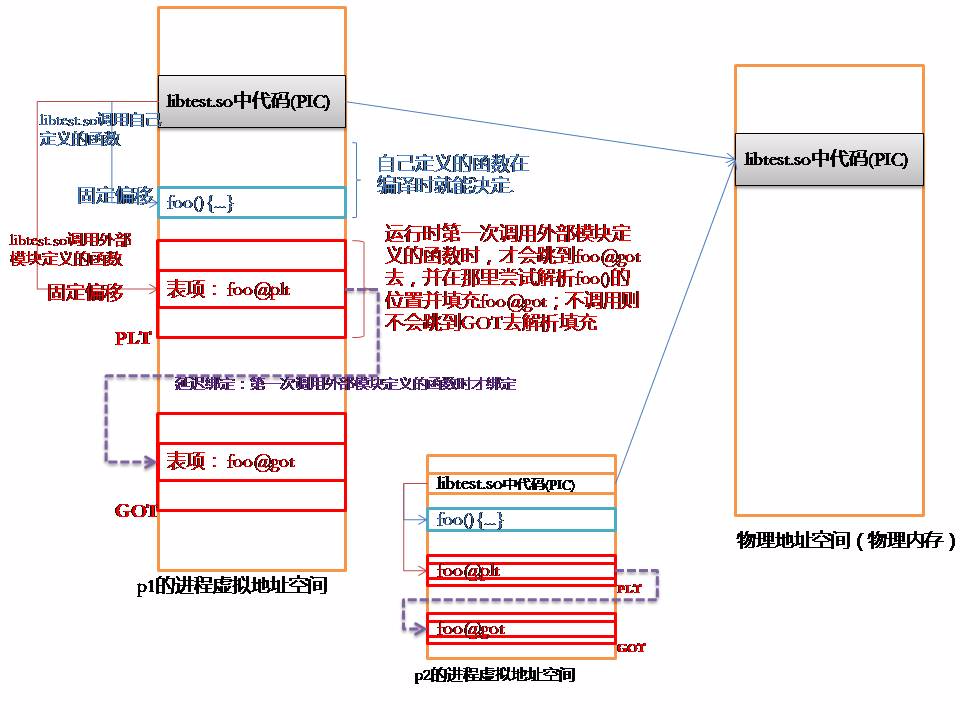 libtest.so中代码(PIC)
libtest.so调用自己
定义的函数
固定偏移
foo(){...}
自己定义的函数在
编译时就能决定.
libtest.so调用外部
模块定义的函数
固定偏移
表项：foo@plt
PLT
运行时第一次调用外部模块定
义的函数时，才会跳到foo@got
去，并在那里尝试解析foo()的
位置并填充foo@got；不调用则
不会跳到GOT去解析填充
延迟绑定：第一次调用外部模块定义的函数时才绑定
表项：foo@got
GOT
p1的进程虚拟地址空间
libtest.so中代码(PIC)
foo(){...}
foo@plt
PLT
foo@got
GOT
p2的进程虚拟地址空间
libtest.so中代码(PIC)
物理地址空间（物理内存）